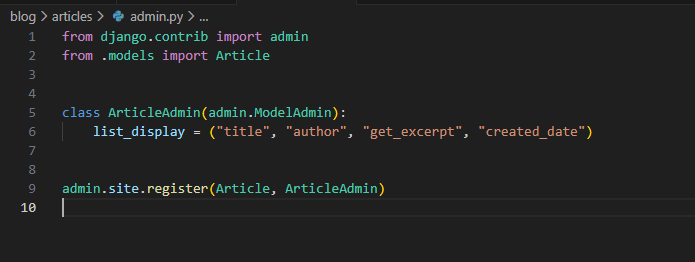 blog > articles > admin.py > ...
1 from django.contrib import admin
2 from .models import Article
3
4
5 class ArticleAdmin(admin.ModelAdmin):
6     list_display = ("title", "author", "get_excerpt", "created_date")
7
8
9 admin.site.register(Article, ArticleAdmin)
10